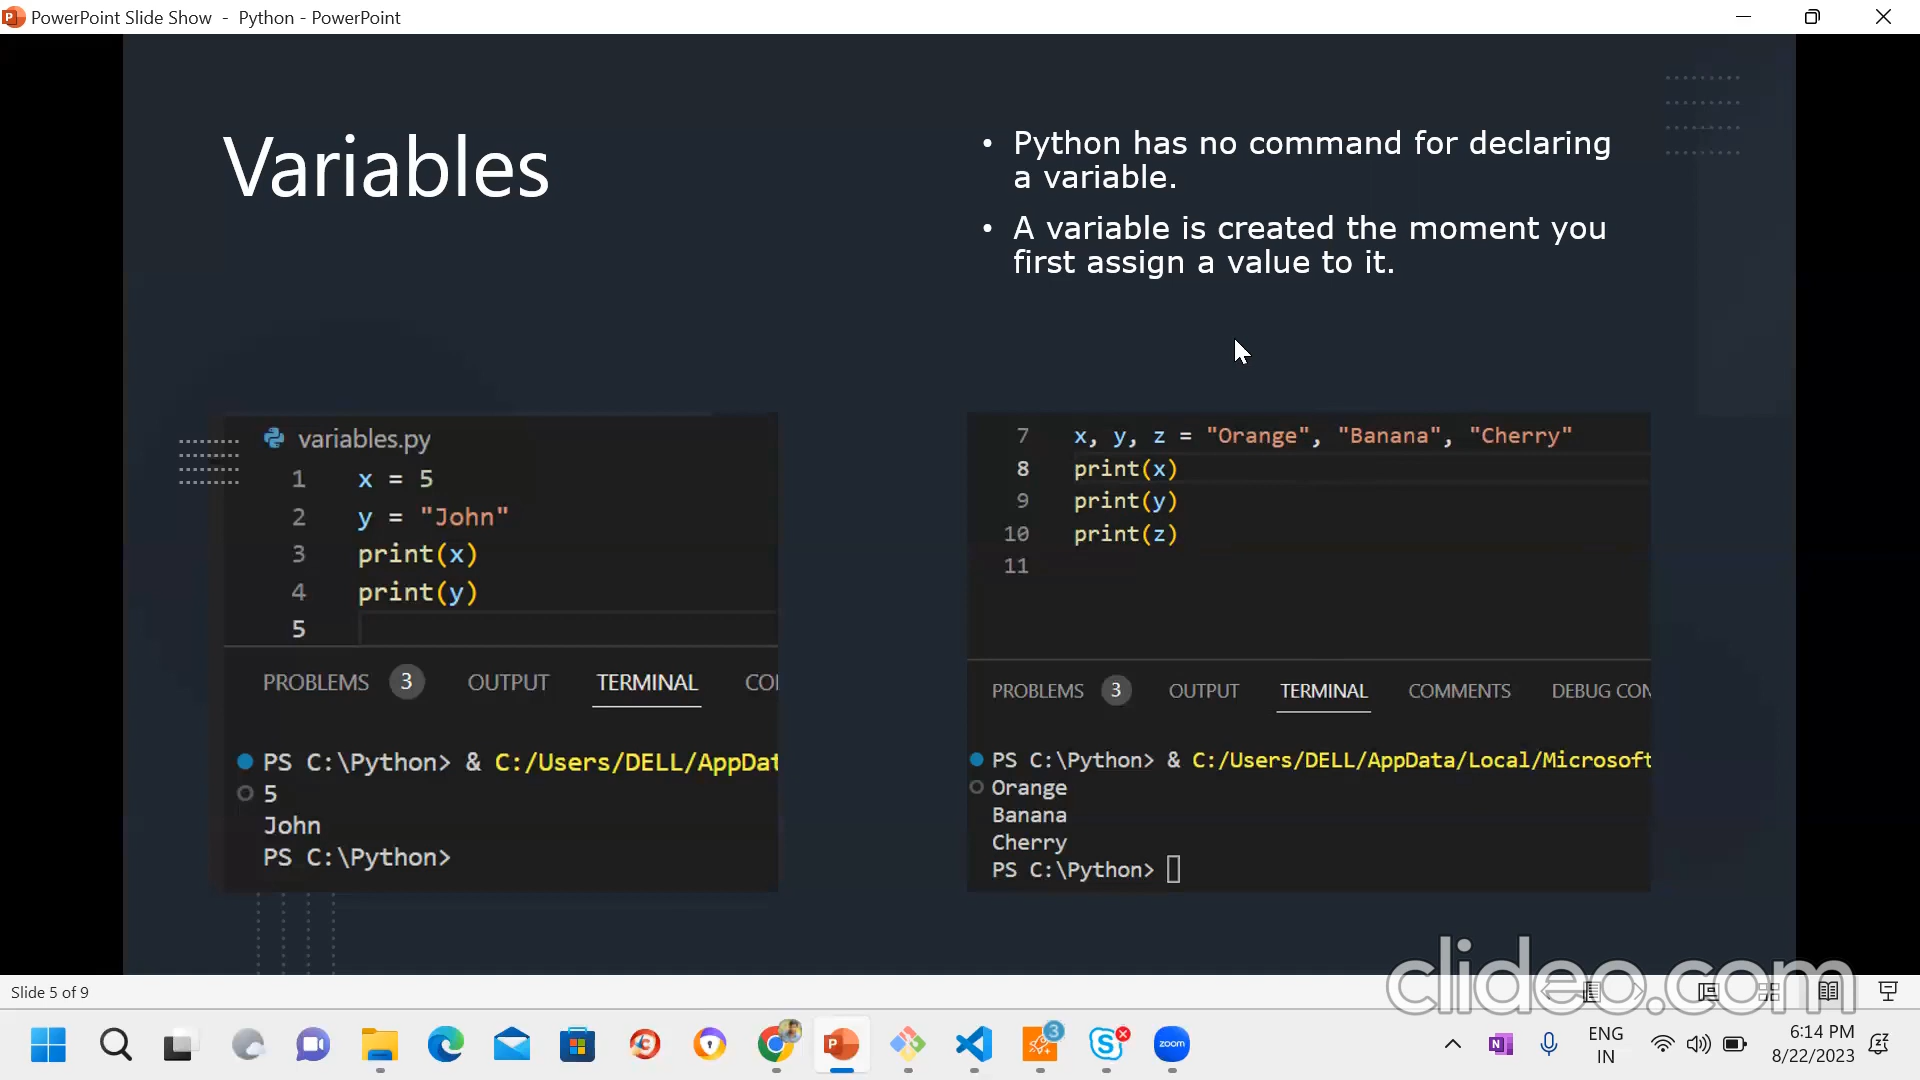 PowerPoint Slide Show - Python - PowerPoint
Variables
• Python has no command for declaring
a variable.
• A variable is created the moment you
first assign a value to it.
variables.py
1 x = 5
2 y = "John"
3 print(x)
4 print(y)
5
PROBLEMS 3 OUTPUT TERMINAL
PS C:\Python> & C:/Users/DELL/AppDat
5
John
PS C:\Python>
7 x, y, z = "Orange", "Banana", "Cherry"
8 print(x)
9 print(y)
10 print(z)
11
PROBLEMS 3 OUTPUT TERMINAL COMMENTS DEBUG CON
PS C:\Python> & C:/Users/DELL/AppData/Local/Microsoft
Orange
Banana
Cherry
PS C:\Python>
clideo.com
Slide 5 of 9
3
zoom
ENG
IN
6:14 PM
8/22/2023